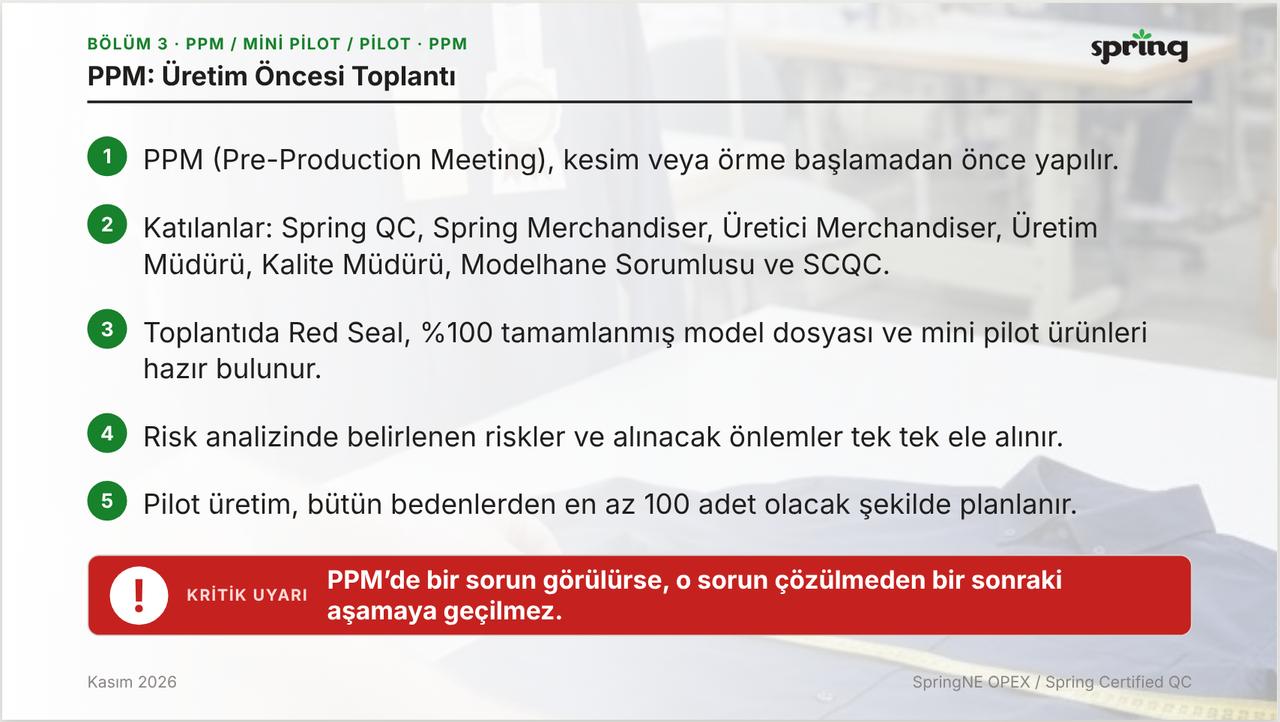 BÖLÜM 3 · PPM / MİNİ PİLOT / PİLOT · PPM
PPM: Üretim Öncesi Toplantı
spring
1 PPM (Pre-Production Meeting), kesim veya örme başlamadan önce yapılır.
2 Katılanlar: Spring QC, Spring Merchandiser, Üretici Merchandiser, Üretim
Müdürü, Kalite Müdürü, Modelhane Sorumlusu ve SCQC.
3 Toplantıda Red Seal, %100 tamamlanmış model dosyası ve mini pilot ürünleri
hazır bulunur.
4 Risk analizinde belirlenen riskler ve alınacak önlemler tek tek ele alınır.
5 Pilot üretim, bütün bedenlerden en az 100 adet olacak şekilde planlanır.
! KRİTİK UYARI
PPM’de bir sorun görülürse, o sorun çözülmeden bir sonraki
aşamaya geçilmez.
Kasım 2026
SpringNE OPEX / Spring Certified QC